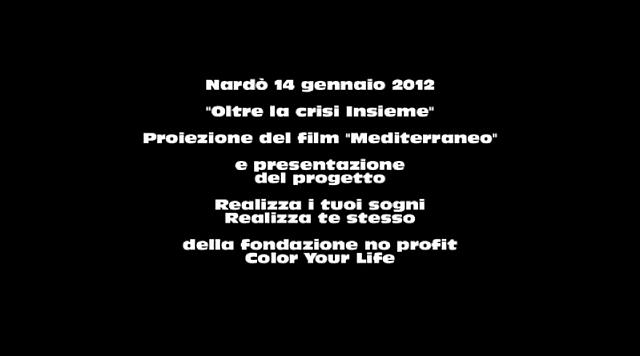 Nardò 14 gennaio 2012
"Oltre la crisi Insieme"
Proiezione del film "Mediterraneo"
e presentazione
del progetto
Realizza i tuoi sogni
Realizza te stesso
della fondazione no profit
Color Your Life